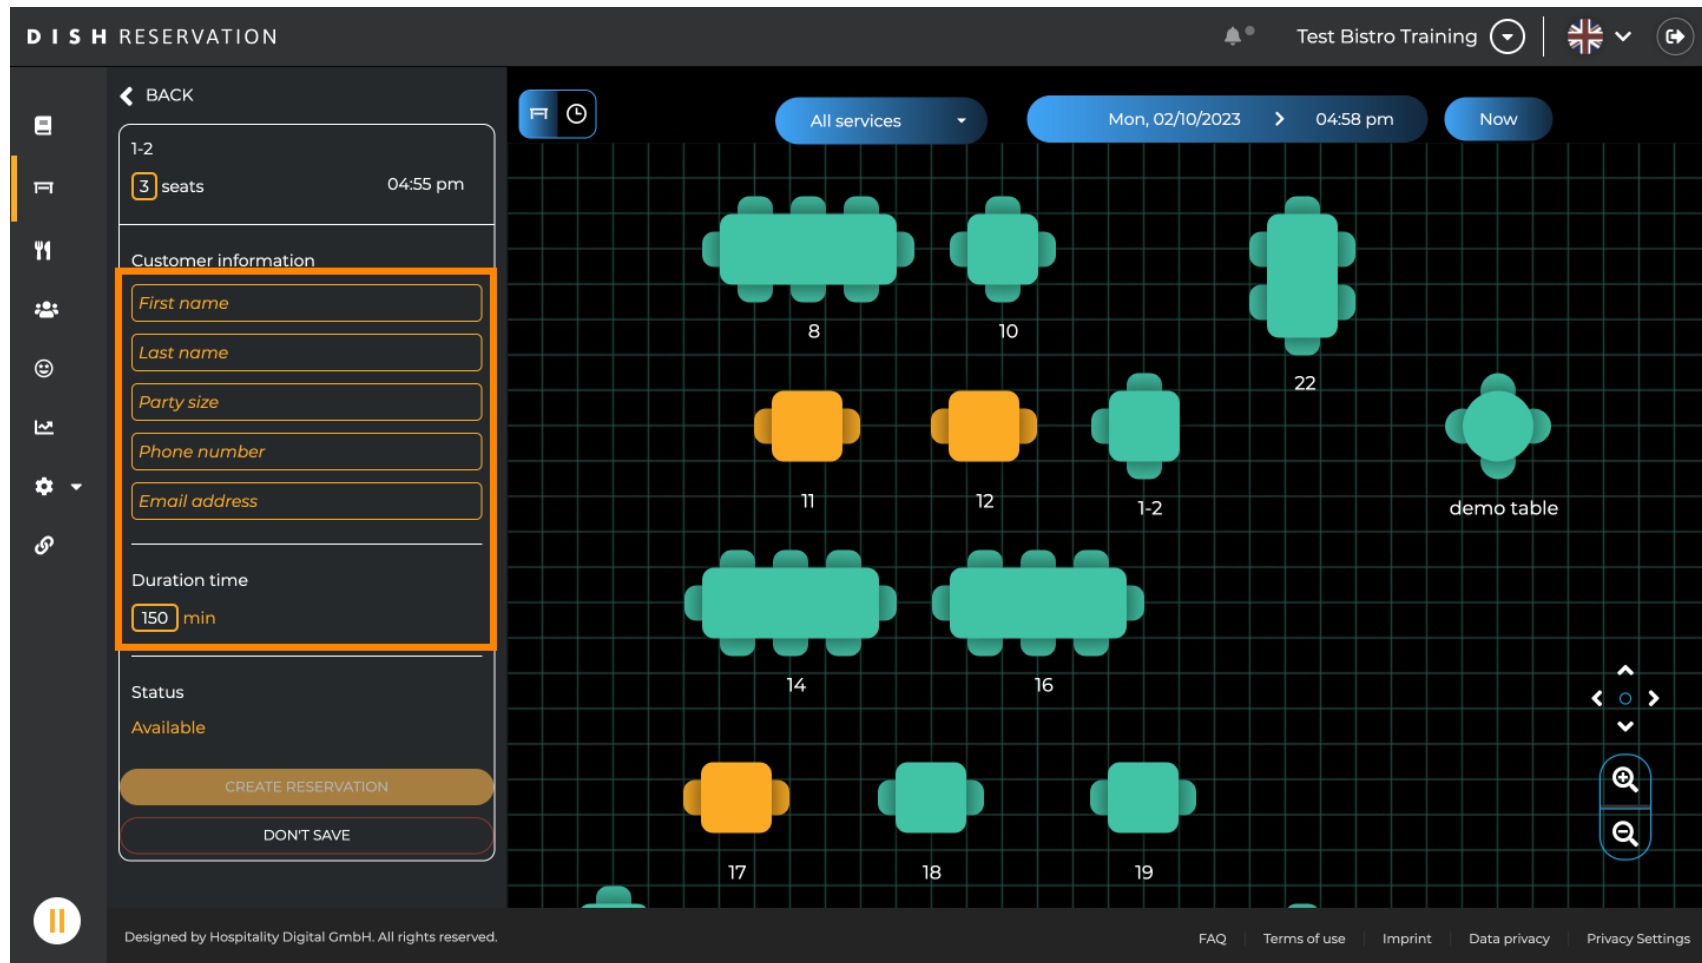 DISH RESERVATION
Test Bistro Training
BACK
1-2
3 seats
04:55 pm
Customer information
First name
Last name
Party size
Phone number
Email address
Duration time
150 min
Status
Available
CREATE RESERVATION
DON'T SAVE
All services
Mon, 02/10/2023
04:58 pm
Now
8
10
22
11
12
1-2
demo table
14
16
17
18
19
Designed by Hospitality Digital GmbH. All rights reserved.
FAQ
Terms of use
Imprint
Data privacy
Privacy Settings